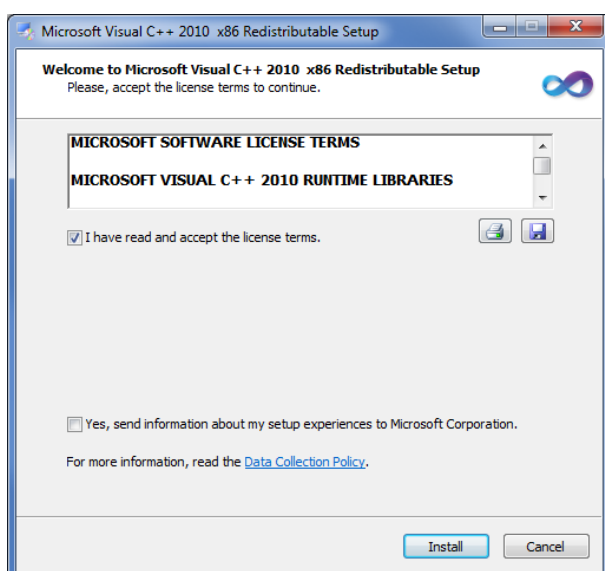 Microsoft Visual C++ 2010  x86 Redistributable Setup
Welcome to Microsoft Visual C++ 2010  x86 Redistributable Setup
Please, accept the license terms to continue.
MICROSOFT SOFTWARE LICENSE TERMS
MICROSOFT VISUAL C++ 2010 RUNTIME LIBRARIES
I have read and accept the license terms.
Yes, send information about my setup experiences to Microsoft Corporation.
For more information, read the Data Collection Policy.
Install Cancel